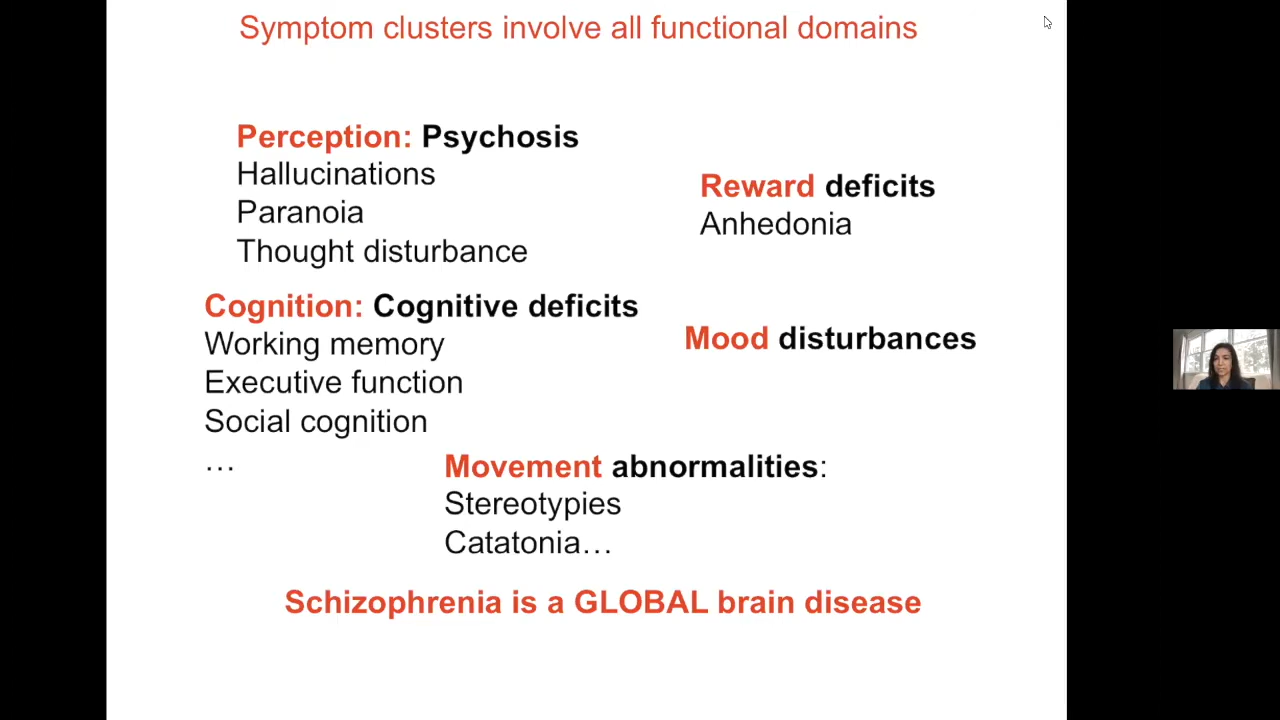 Symptom clusters involve all functional domains
Perception: Psychosis
Hallucinations
Paranoia
Thought disturbance
Reward deficits
Anhedonia
Cognition: Cognitive deficits
Working memory
Executive function
Social cognition
…
Mood disturbances
Movement abnormalities:
Stereotypies
Catatonia…
Schizophrenia is a GLOBAL brain disease